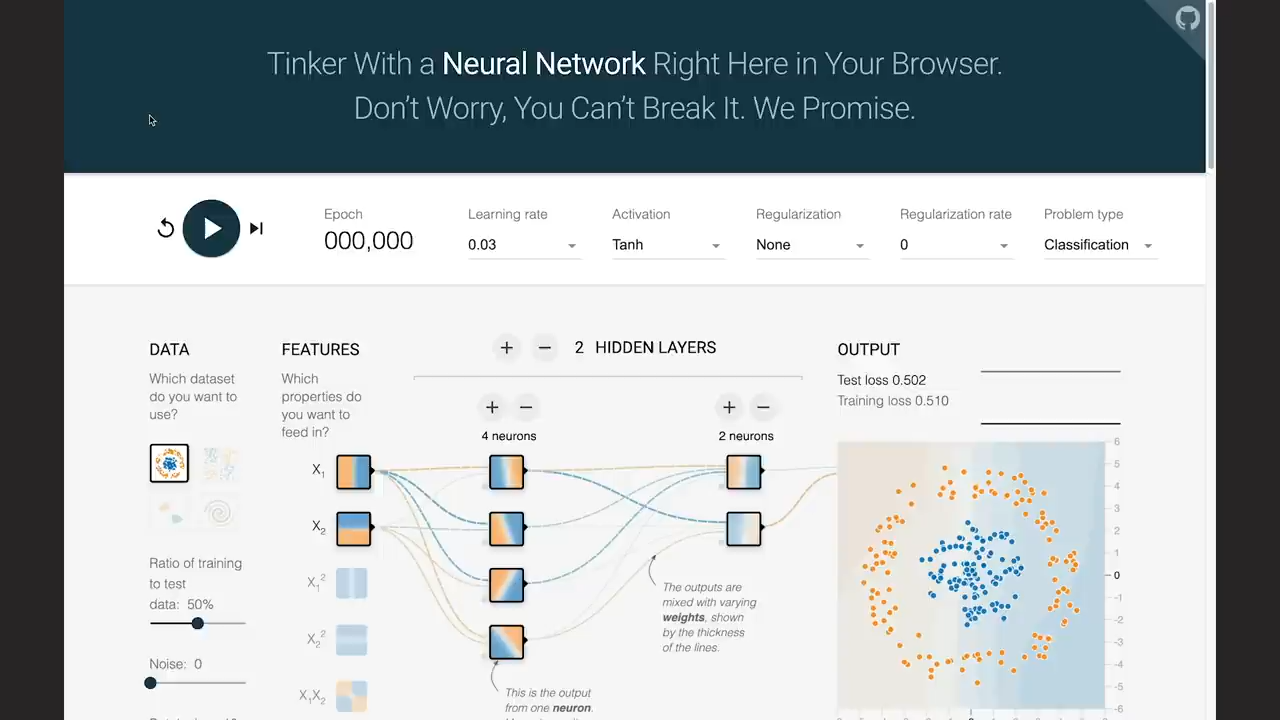 Tinker With a Neural Network Right Here in Your Browser.
Don't Worry, You Can't Break It. We Promise.
Epoch
000,000
Learning rate
0.03
Activation
Tanh
Regularization
None
Regularization rate
0
Problem type
Classification
DATA
Which dataset
do you want to
use?
Ratio of training
to test
data: 50%
Noise: 0
FEATURES
Which
properties do
you want to
feed in?
X₁
X₂
X₁²
X₂²
X₁X₂
+ − 2 HIDDEN LAYERS
+ −
4 neurons
+ −
2 neurons
The outputs are
mixed with varying
weights, shown
by the thickness
of the lines.
This is the output
from one neuron.
OUTPUT
Test loss 0.502
Training loss 0.510
6
5
4
3
2
1
0
-1
-2
-3
-4
-5
-6